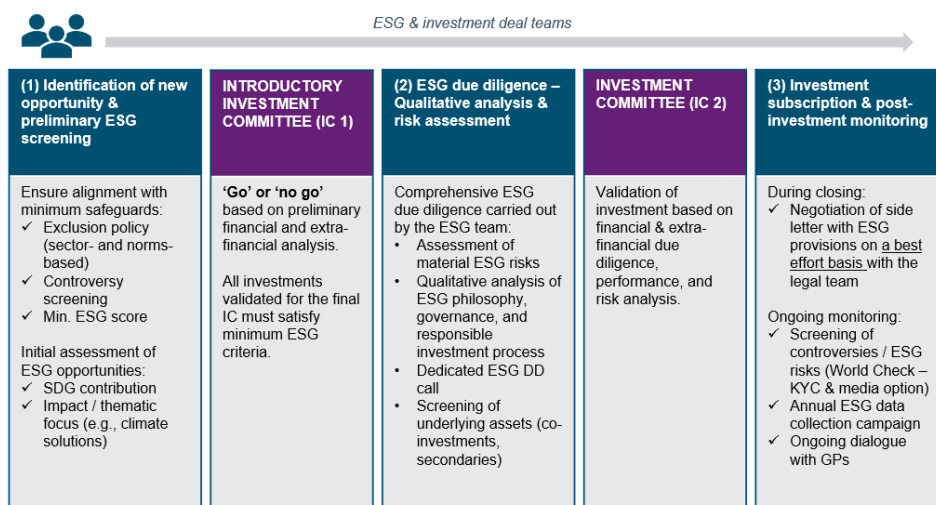 ESG & investment deal teams
(1) Identification of new
opportunity &
preliminary ESG
screening
Ensure alignment with
minimum safeguards:
✓ Exclusion policy
(sector- and norms-
based)
✓ Controversy
screening
✓ Min. ESG score
Initial assessment of
ESG opportunities:
✓ SDG contribution
✓ Impact / thematic
focus (e.g., climate
solutions)
INTRODUCTORY
INVESTMENT
COMMITTEE (IC 1)
‘Go’ or ‘no go’
based on preliminary
financial and extra-
financial analysis.
All investments
validated for the final
IC must satisfy
minimum ESG
criteria.
(2) ESG due diligence –
Qualitative analysis &
risk assessment
Comprehensive ESG
due diligence carried out
by the ESG team:
• Assessment of
material ESG risks
• Qualitative analysis of
ESG philosophy,
governance, and
responsible
investment process
• Dedicated ESG DD
call
• Screening of
underlying assets (co-
investments,
secondaries)
INVESTMENT
COMMITTEE (IC 2)
Validation of
investment based on
financial & extra-
financial due
diligence,
performance, and
risk analysis.
(3) Investment
subscription & post-
investment monitoring
During closing:
✓ Negotiation of side
letter with ESG
provisions on a best
effort basis with the
legal team
Ongoing monitoring:
✓ Screening of
controversies / ESG
risks (World Check –
KYC & media option)
✓ Annual ESG data
collection campaign
✓ Ongoing dialogue
with GPs